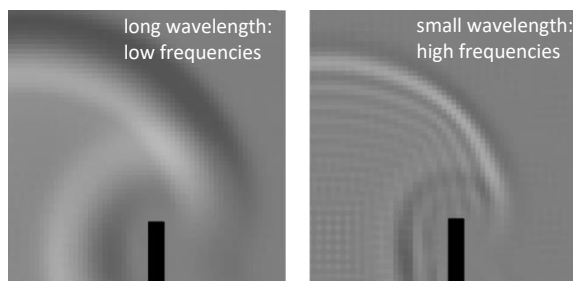 long wavelength:
low frequencies
small wavelength:
high frequencies